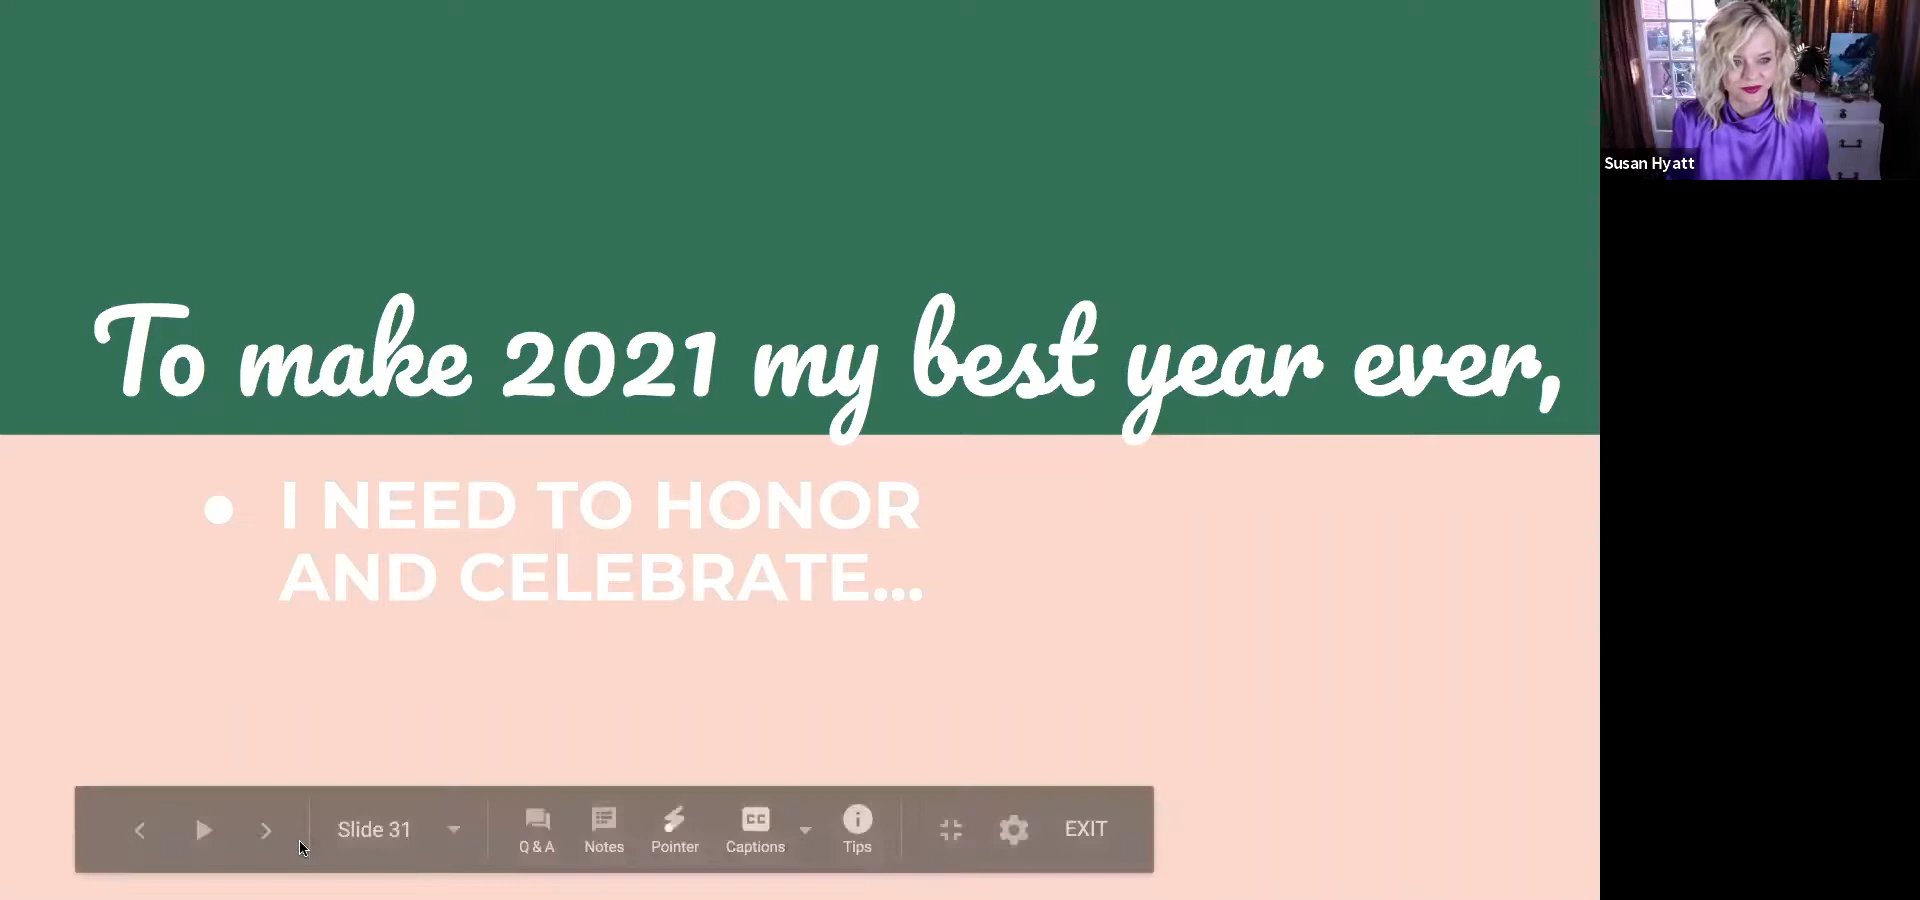 Susan Hyatt
To make 2021 my best year ever,
● I NEED TO HONOR
AND CELEBRATE...
Slide 31
Q & A
Notes
Pointer
CC
Captions
Tips
EXIT